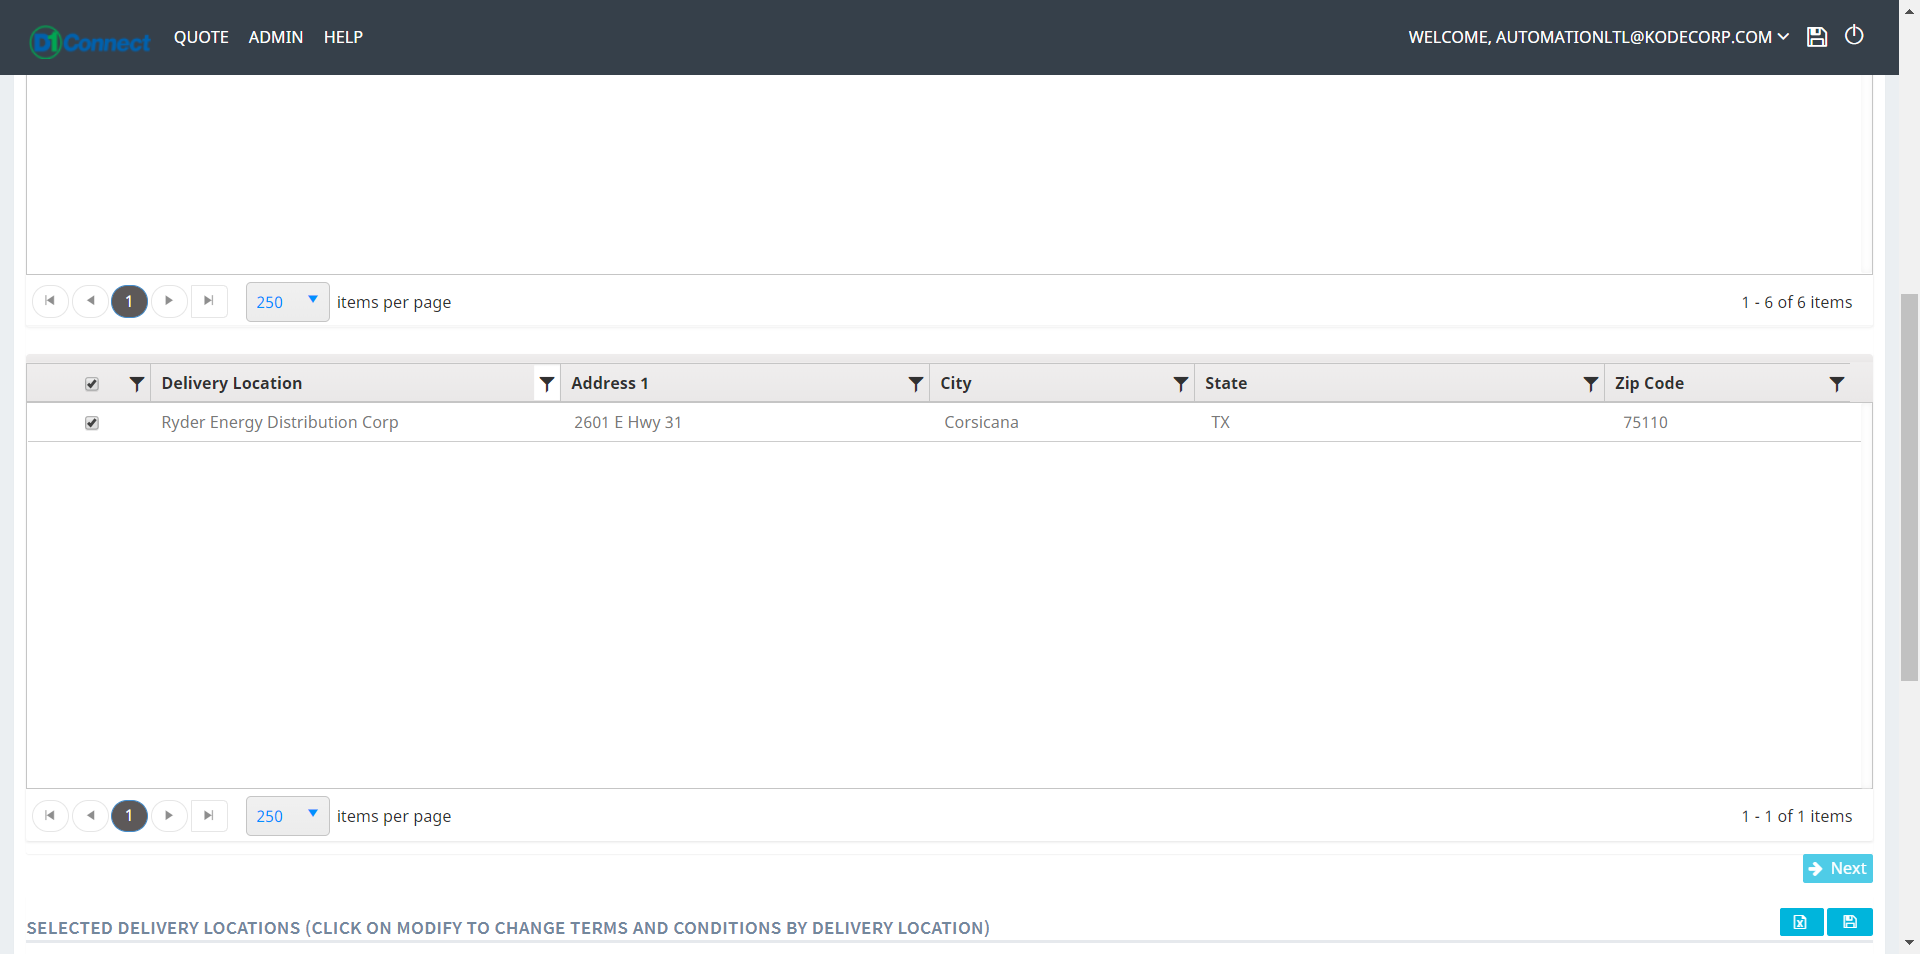 D1Connect QUOTE ADMIN HELP WELCOME, AUTOMATIONLTL@KODECORP.COM
1 250 items per page 1 - 6 of 6 items
Delivery Location Address 1 City State Zip Code
Ryder Energy Distribution Corp 2601 E Hwy 31 Corsicana TX 75110
1 250 items per page 1 - 1 of 1 items
Next
SELECTED DELIVERY LOCATIONS (CLICK ON MODIFY TO CHANGE TERMS AND CONDITIONS BY DELIVERY LOCATION)